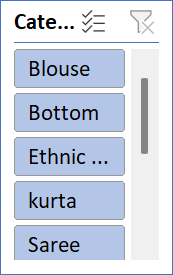 Cate...
Blouse
Bottom
Ethnic ...
kurta
Saree